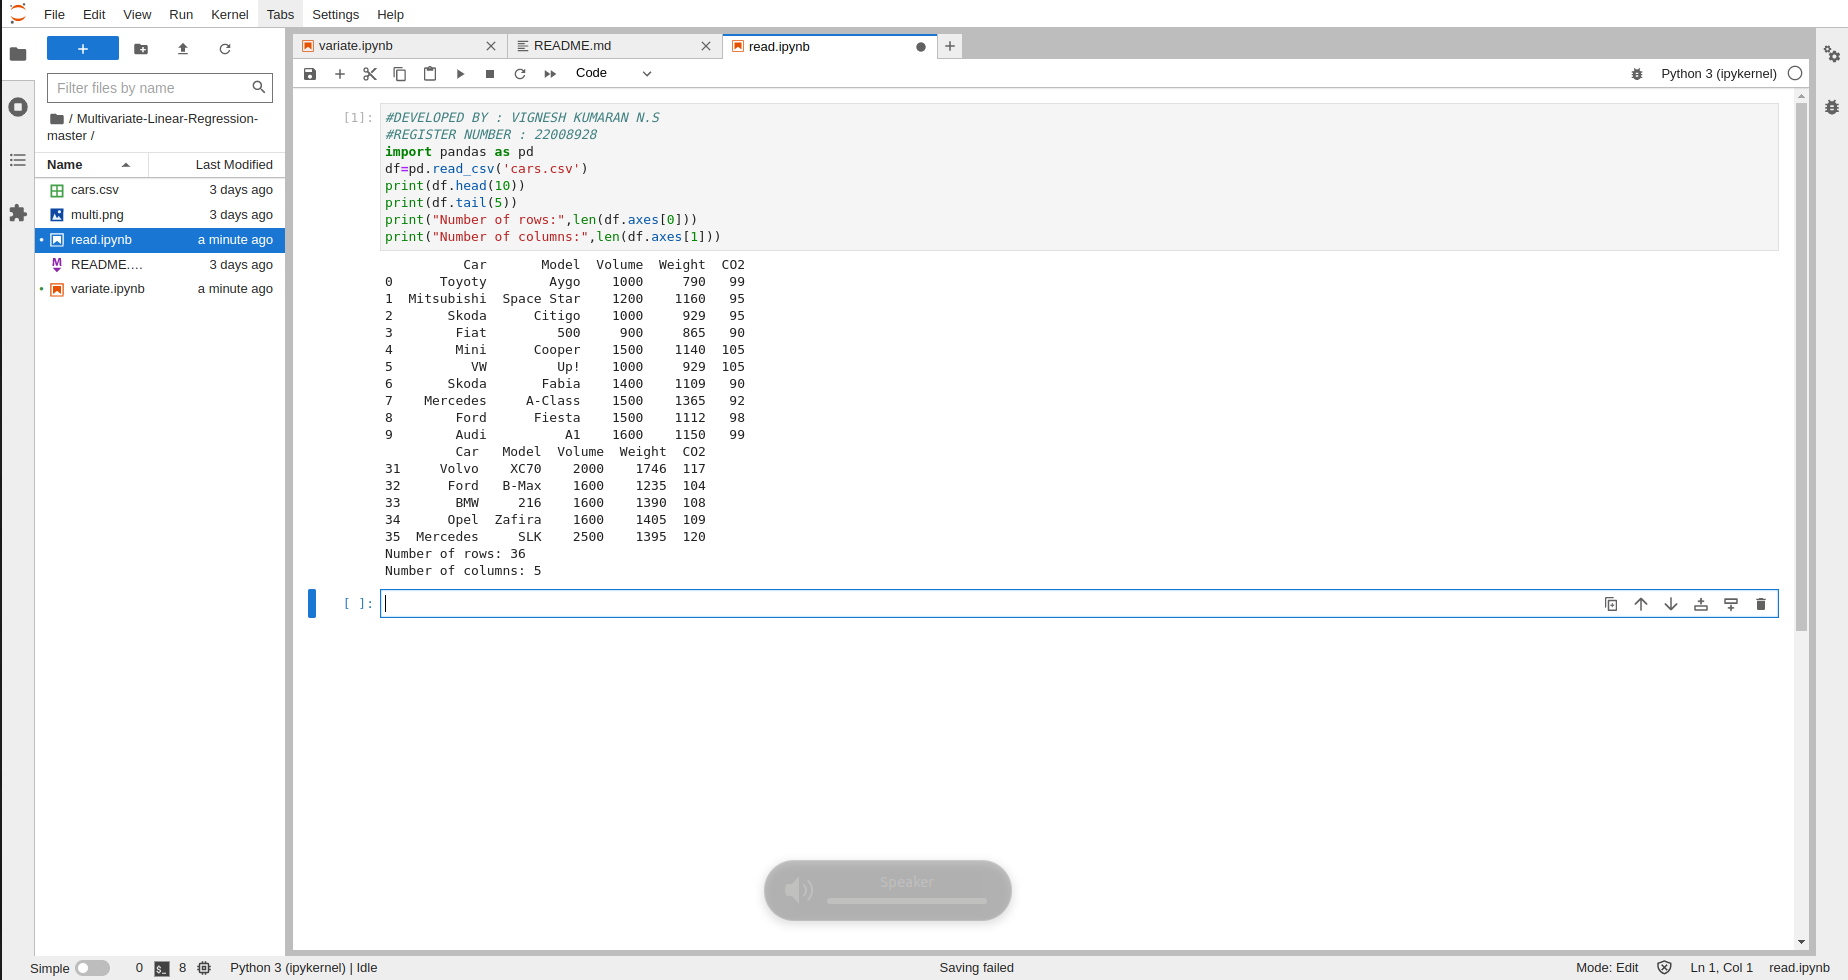 File Edit View Run Kernel Tabs Settings Help
variate.ipynb README.md read.ipynb
Code Python 3 (ipykernel)
Filter files by name
/ Multivariate-Linear-Regression-
master /
Name Last Modified
cars.csv 3 days ago
multi.png 3 days ago
read.ipynb a minute ago
M README.... 3 days ago
variate.ipynb a minute ago
[1]: #DEVELOPED BY : VIGNESH KUMARAN N.S
#REGISTER NUMBER : 22008928
import pandas as pd
df=pd.read_csv('cars.csv')
print(df.head(10))
print(df.tail(5))
print("Number of rows:",len(df.axes[0]))
print("Number of columns:",len(df.axes[1]))
Car Model Volume Weight CO2
0 Toyoty Aygo 1000 790 99
1 Mitsubishi Space Star 1200 1160 95
2 Skoda Citigo 1000 929 95
3 Fiat 500 900 865 90
4 Mini Cooper 1500 1140 105
5 VW Up! 1000 929 105
6 Skoda Fabia 1400 1109 90
7 Mercedes A-Class 1500 1365 92
8 Ford Fiesta 1500 1112 98
9 Audi A1 1600 1150 99
Car Model Volume Weight CO2
31 Volvo XC70 2000 1746 117
32 Ford B-Max 1600 1235 104
33 BMW 216 1600 1390 108
34 Opel Zafira 1600 1405 109
35 Mercedes SLK 2500 1395 120
Number of rows: 36
Number of columns: 5
[ ]:
Speaker
Simple 0 $_ 8 Python 3 (ipykernel) | Idle Saving failed Mode: Edit Ln 1, Col 1 read.ipynb